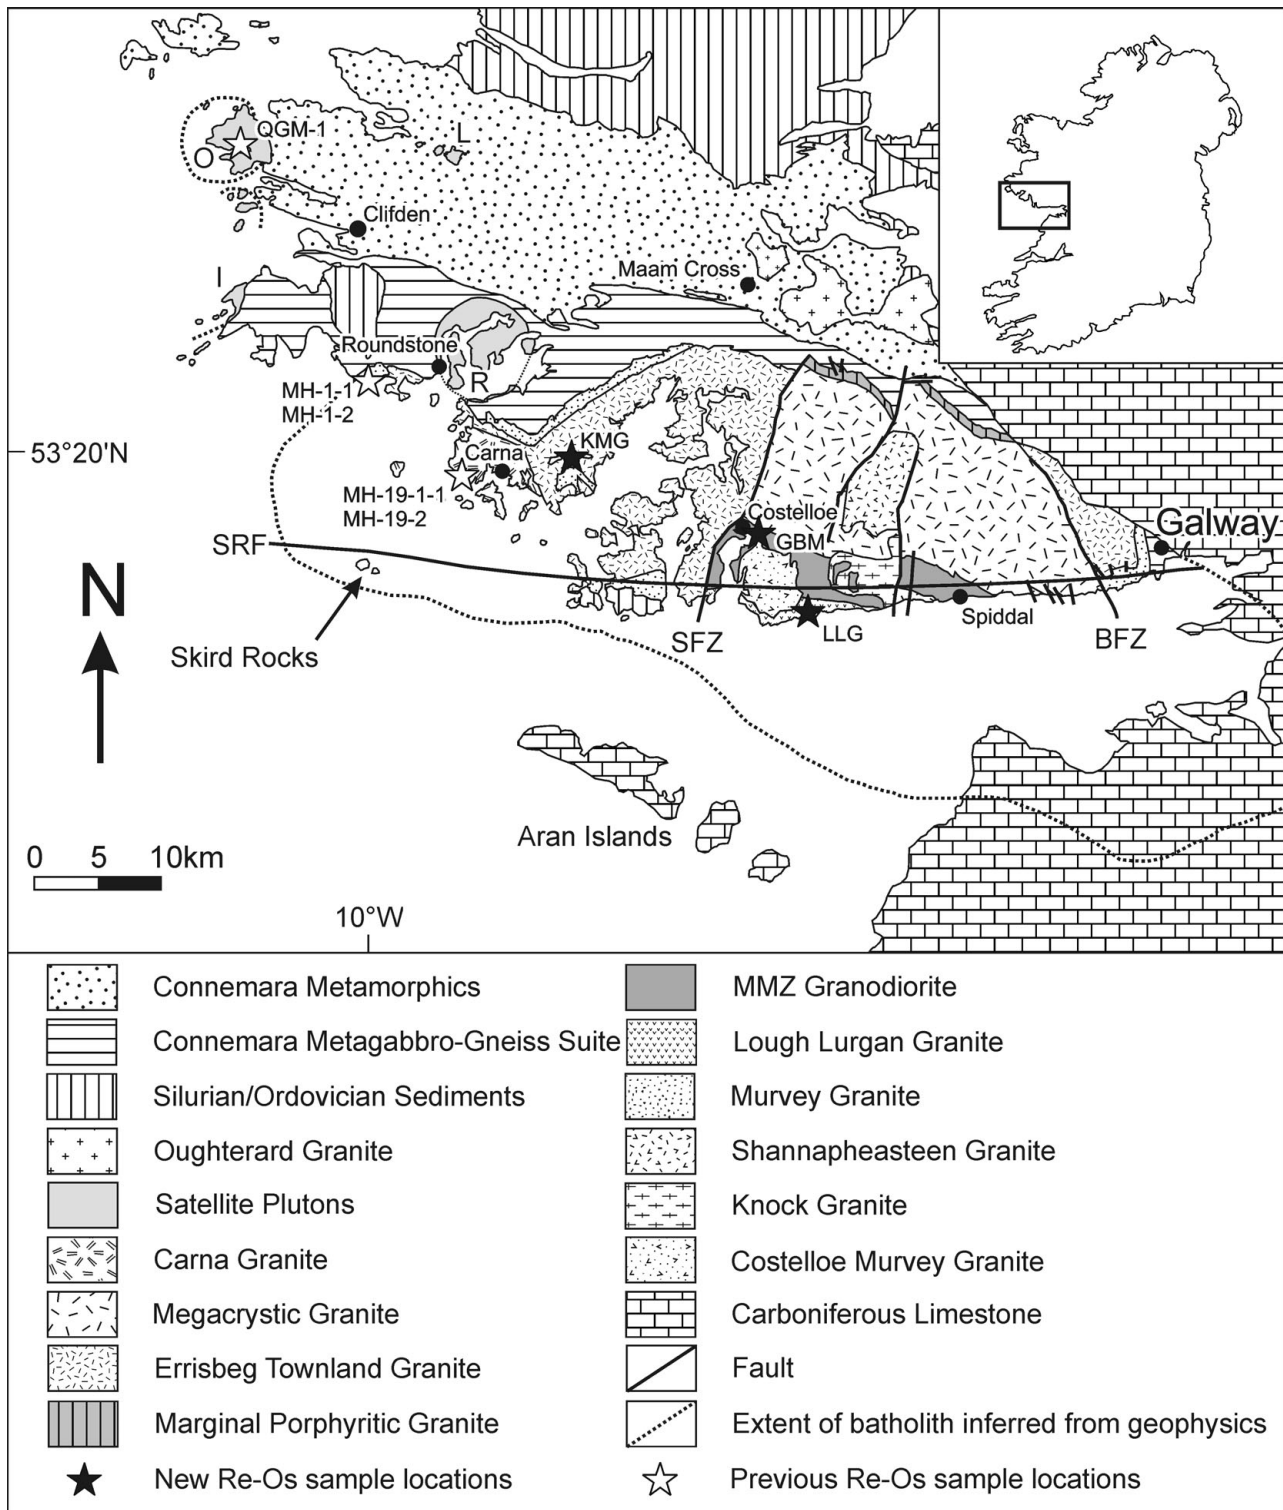 QGM-1
O
L
Clifden
Maam Cross
I
Roundstone
R
MH-1-1
MH-1-2
53°20'N
Carna
KMG
MH-19-1-1
MH-19-2
Costelloe
GBM
Galway
SRF
N
Skird Rocks
SFZ
LLG
Spiddal
BFZ
Aran Islands
0 5 10km
10°W
Connemara Metamorphics
Connemara Metagabbro-Gneiss Suite
Silurian/Ordovician Sediments
Oughterard Granite
Satellite Plutons
Carna Granite
Megacrystic Granite
Errisbeg Townland Granite
Marginal Porphyritic Granite
New Re-Os sample locations
MMZ Granodiorite
Lough Lurgan Granite
Murvey Granite
Shannapheasteen Granite
Knock Granite
Costelloe Murvey Granite
Carboniferous Limestone
Fault
Extent of batholith inferred from geophysics
Previous Re-Os sample locations